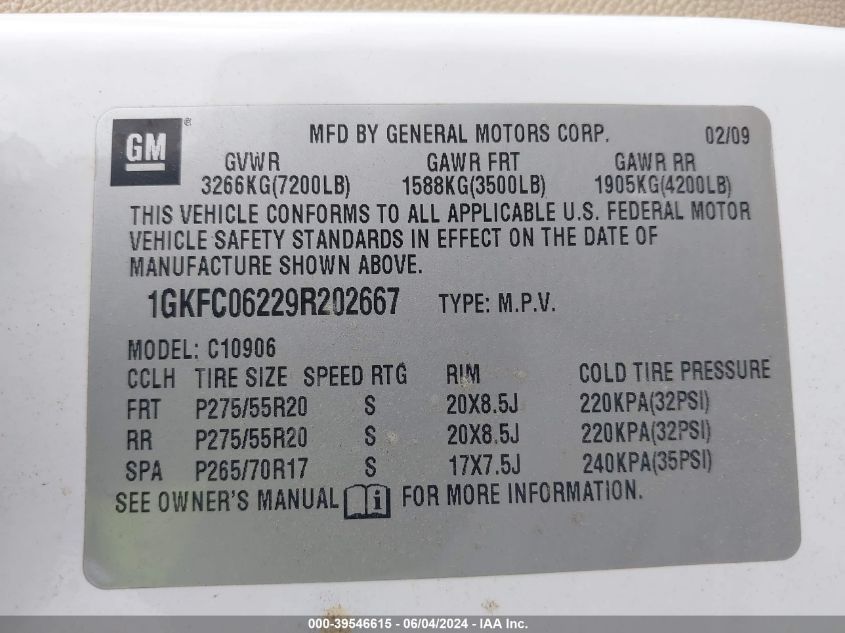 GM ®
MFD BY GENERAL MOTORS CORP. 02/09
GVWR GAWR FRT GAWR RR
3266KG(7200LB) 1588KG(3500LB) 1905KG(4200LB)
THIS VEHICLE CONFORMS TO ALL APPLICABLE U.S. FEDERAL MOTOR
VEHICLE SAFETY STANDARDS IN EFFECT ON THE DATE OF
MANUFACTURE SHOWN ABOVE.
1GKFC06229R202667 TYPE: M.P.V.
MODEL: C10906
CCLH TIRE SIZE SPEED RTG RIM COLD TIRE PRESSURE
FRT P275/55R20 S 20X8.5J 220KPA(32PSI)
RR P275/55R20 S 20X8.5J 220KPA(32PSI)
SPA P265/70R17 S 17X7.5J 240KPA(35PSI)
SEE OWNER'S MANUAL i FOR MORE INFORMATION.
000-39546615 - 06/04/2024 - IAA Inc.